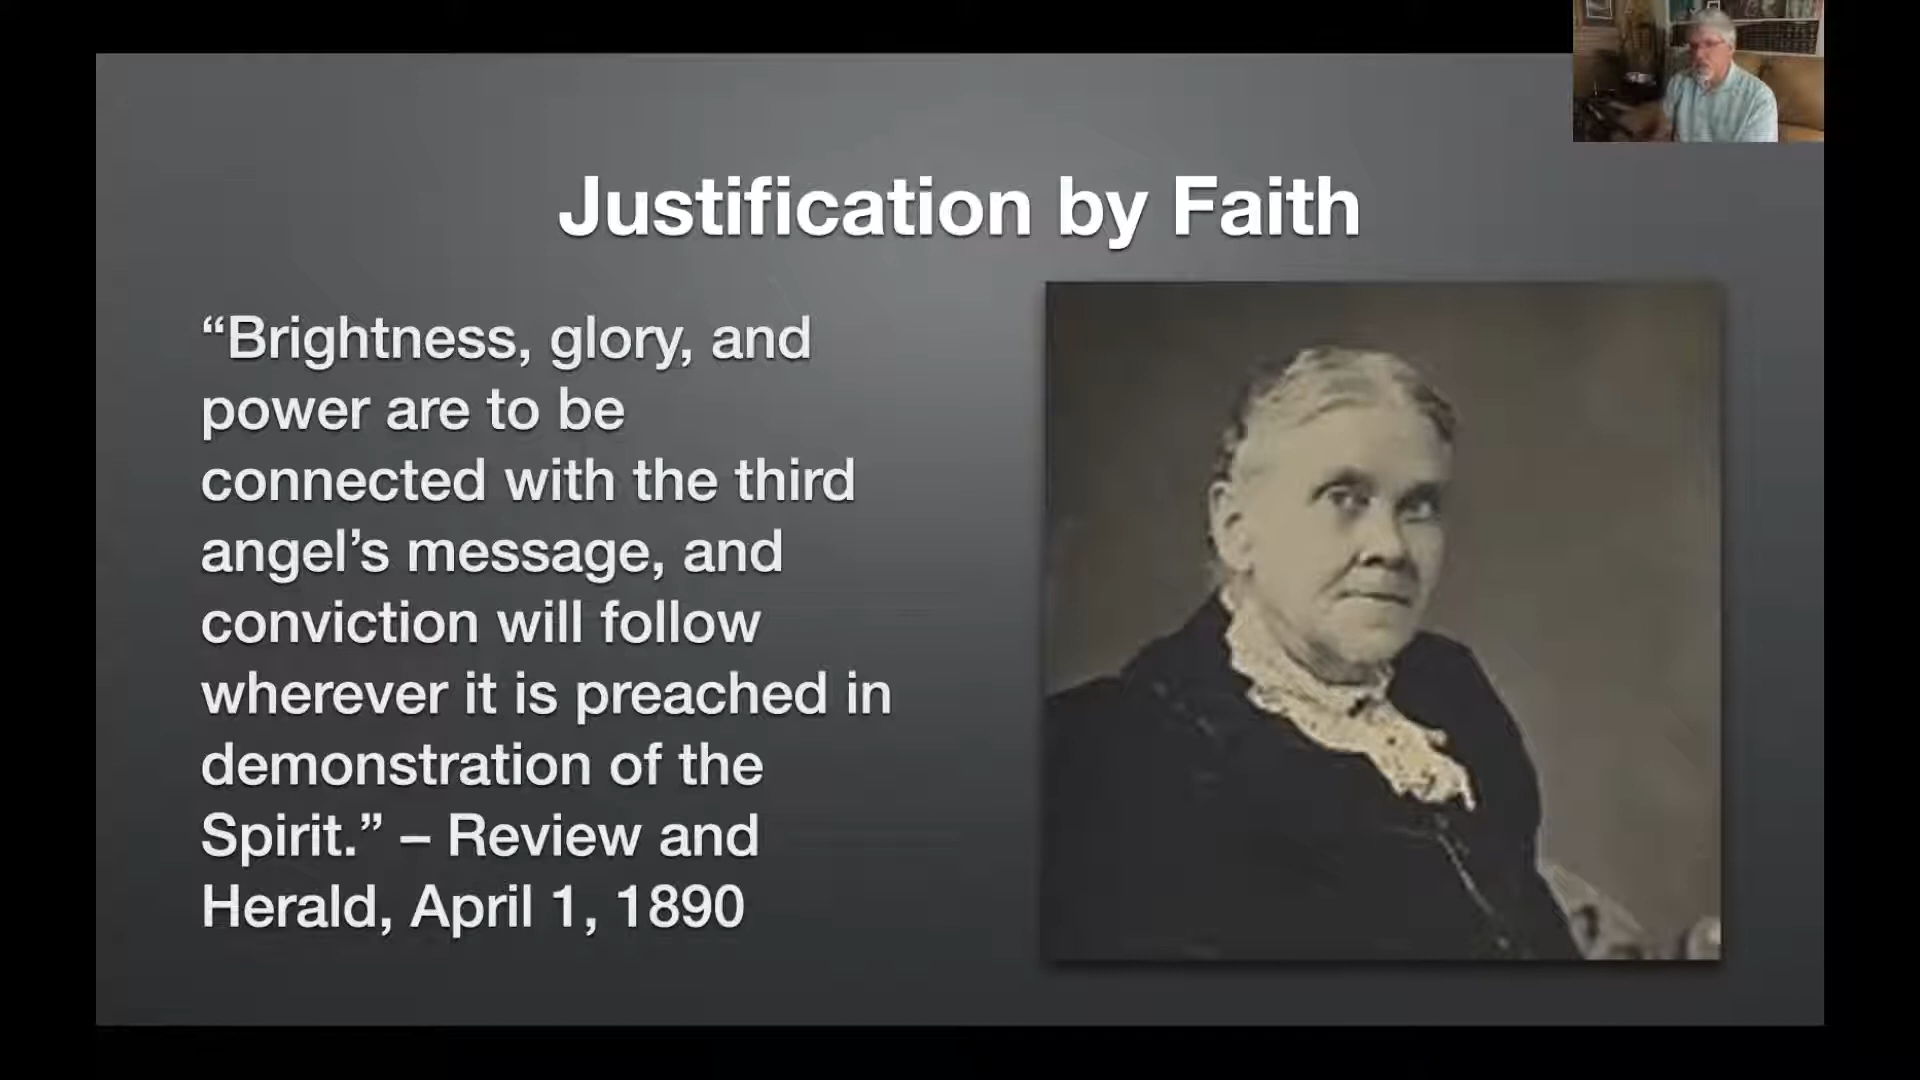 Justification by Faith
“Brightness, glory, and
power are to be
connected with the third
angel’s message, and
conviction will follow
wherever it is preached in
demonstration of the
Spirit.” – Review and
Herald, April 1, 1890